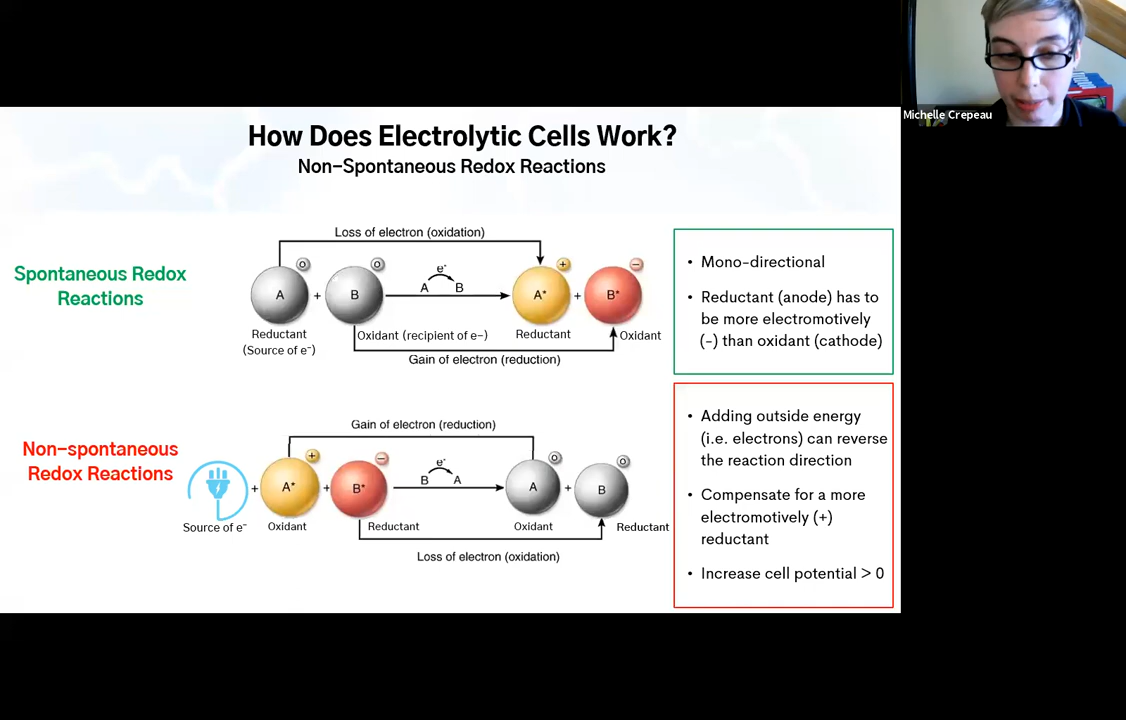 Michelle Crepeau
How Does Electrolytic Cells Work?
Non-Spontaneous Redox Reactions
Spontaneous Redox
Reactions
Loss of electron (oxidation)
A
o
+
B
o
e-
A B
A*
+
+
B*
−
Reductant
(Source of e⁻)
Oxidant (recipient of e−)
Reductant
Oxidant
Gain of electron (reduction)
• Mono-directional
• Reductant (anode) has to
be more electromotively
(-) than oxidant (cathode)
Non-spontaneous
Redox Reactions
Gain of electron (reduction)
Source of e⁻
+
A*
+
+
B*
−
e-
B A
A
o
+
B
o
Oxidant
Reductant
Oxidant
Reductant
Loss of electron (oxidation)
• Adding outside energy
(i.e. electrons) can reverse
the reaction direction
• Compensate for a more
electromotively (+)
reductant
• Increase cell potential > 0